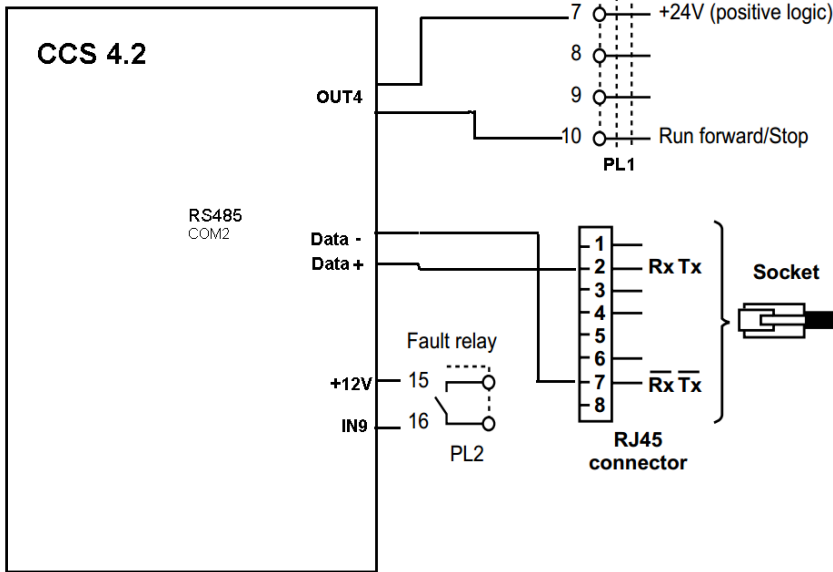 CCS 4.2
OUT4
7
+24V (positive logic)
8
9
10
Run forward/Stop
PL1
RS485
COM2
Data -
Data +
1
2
Rx Tx
3
4
5
6
7
R̅x̅ T̅x̅
8
RJ45
connector
Socket
Fault relay
+12V
15
IN9
16
PL2